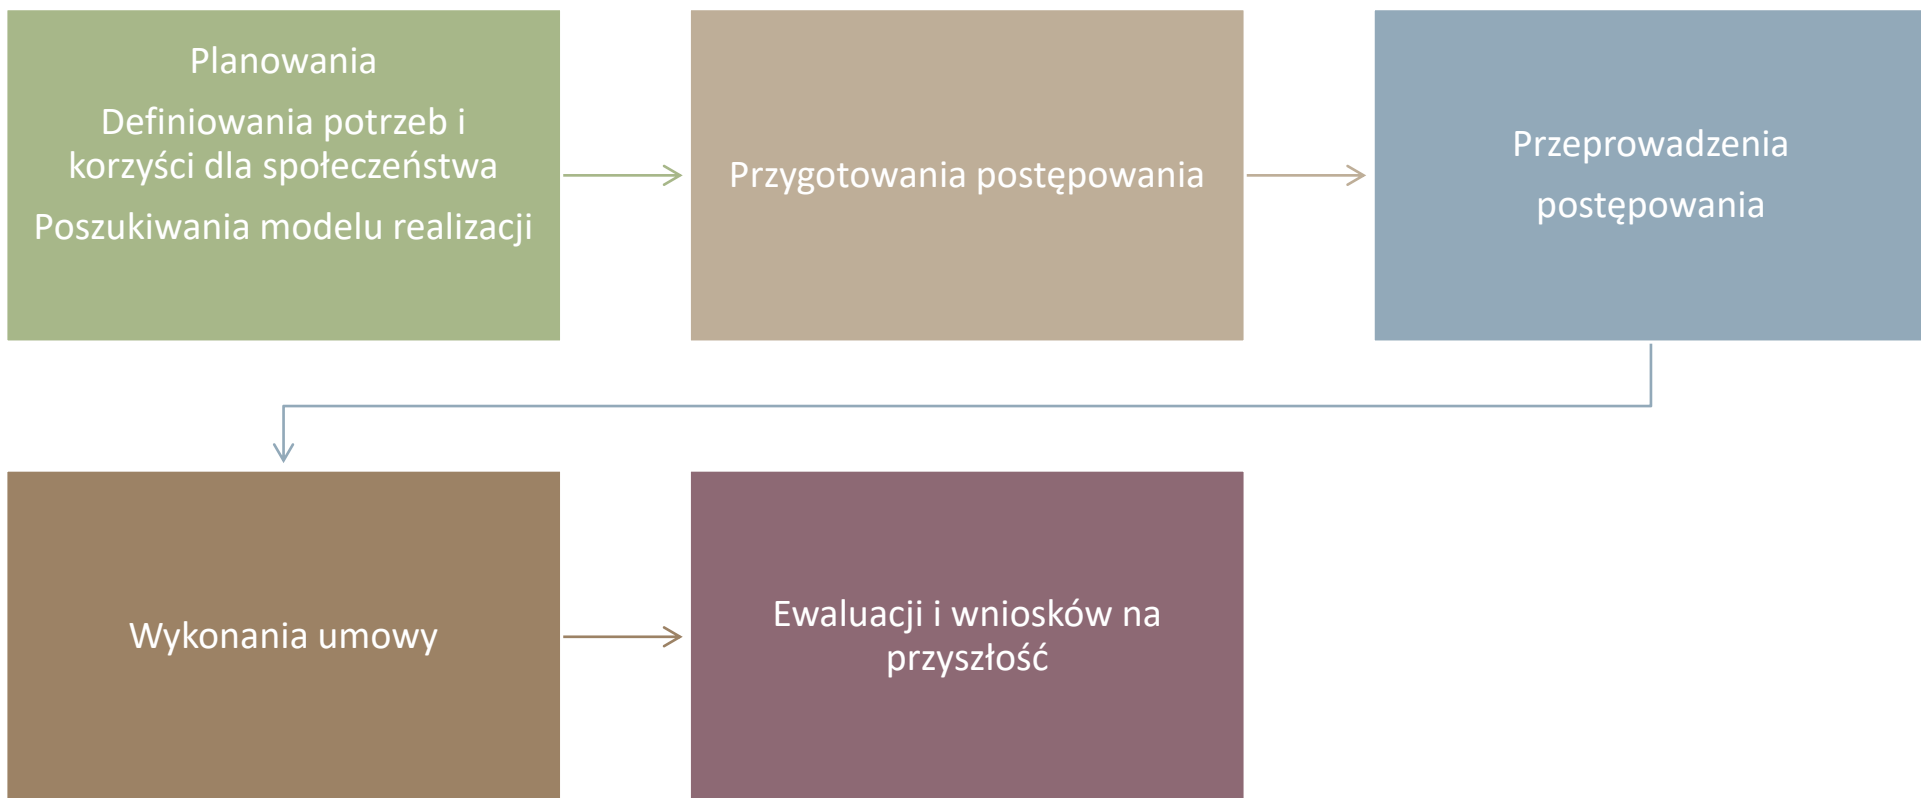 Planowania
Definiowania potrzeb i
korzyści dla społeczeństwa
Poszukiwania modelu realizacji
Przygotowania postępowania
Przeprowadzenia
postępowania
Wykonania umowy
Ewaluacji i wniosków na
przyszłość